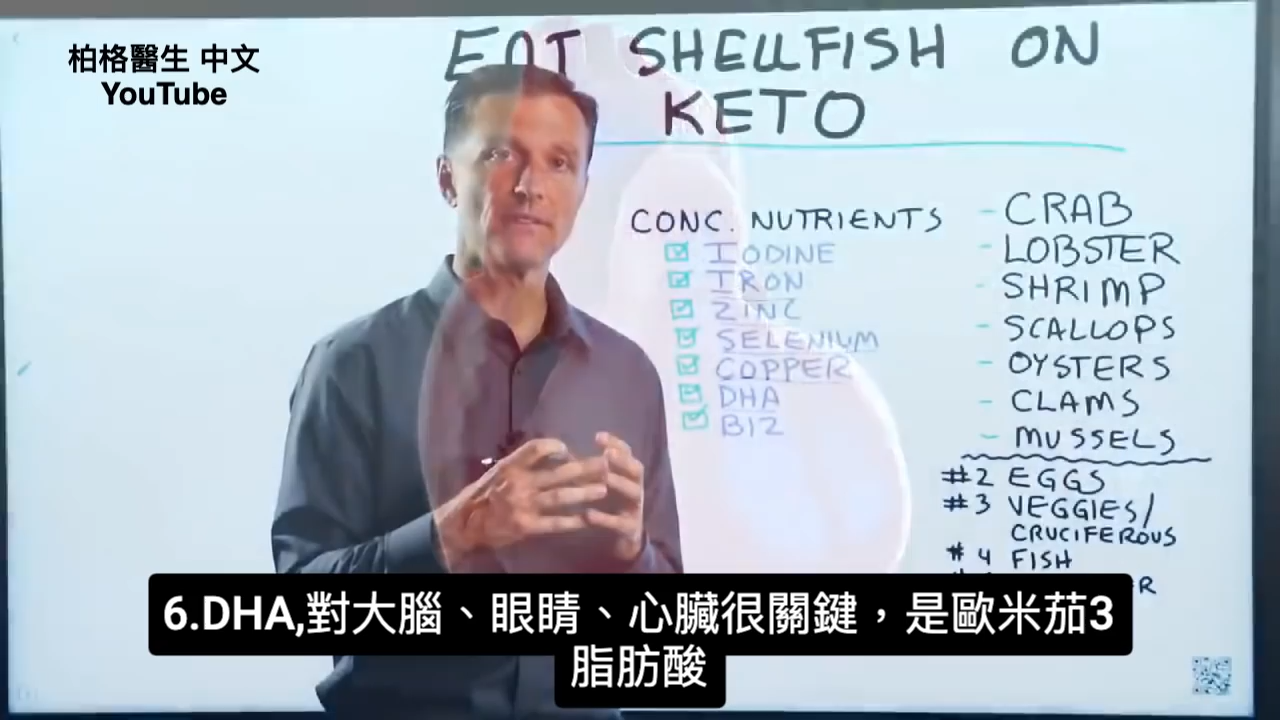 柏格醫生 中文
YouTube
EAT SHELLFISH ON
KETO
CONC. NUTRIENTS
☑ IODINE
☑ IRON
☑ ZINC
☑ SELENIUM
☑ COPPER
☑ DHA
☑ B12
- CRAB
- LOBSTER
- SHRIMP
- SCALLOPS
- OYSTERS
- CLAMS
- MUSSELS
#2 EGGS
#3 VEGGIES/
CRUCIFEROUS
#4 FISH
6.DHA,對大腦、眼睛、心臟很關鍵，是歐米茄3
脂肪酸